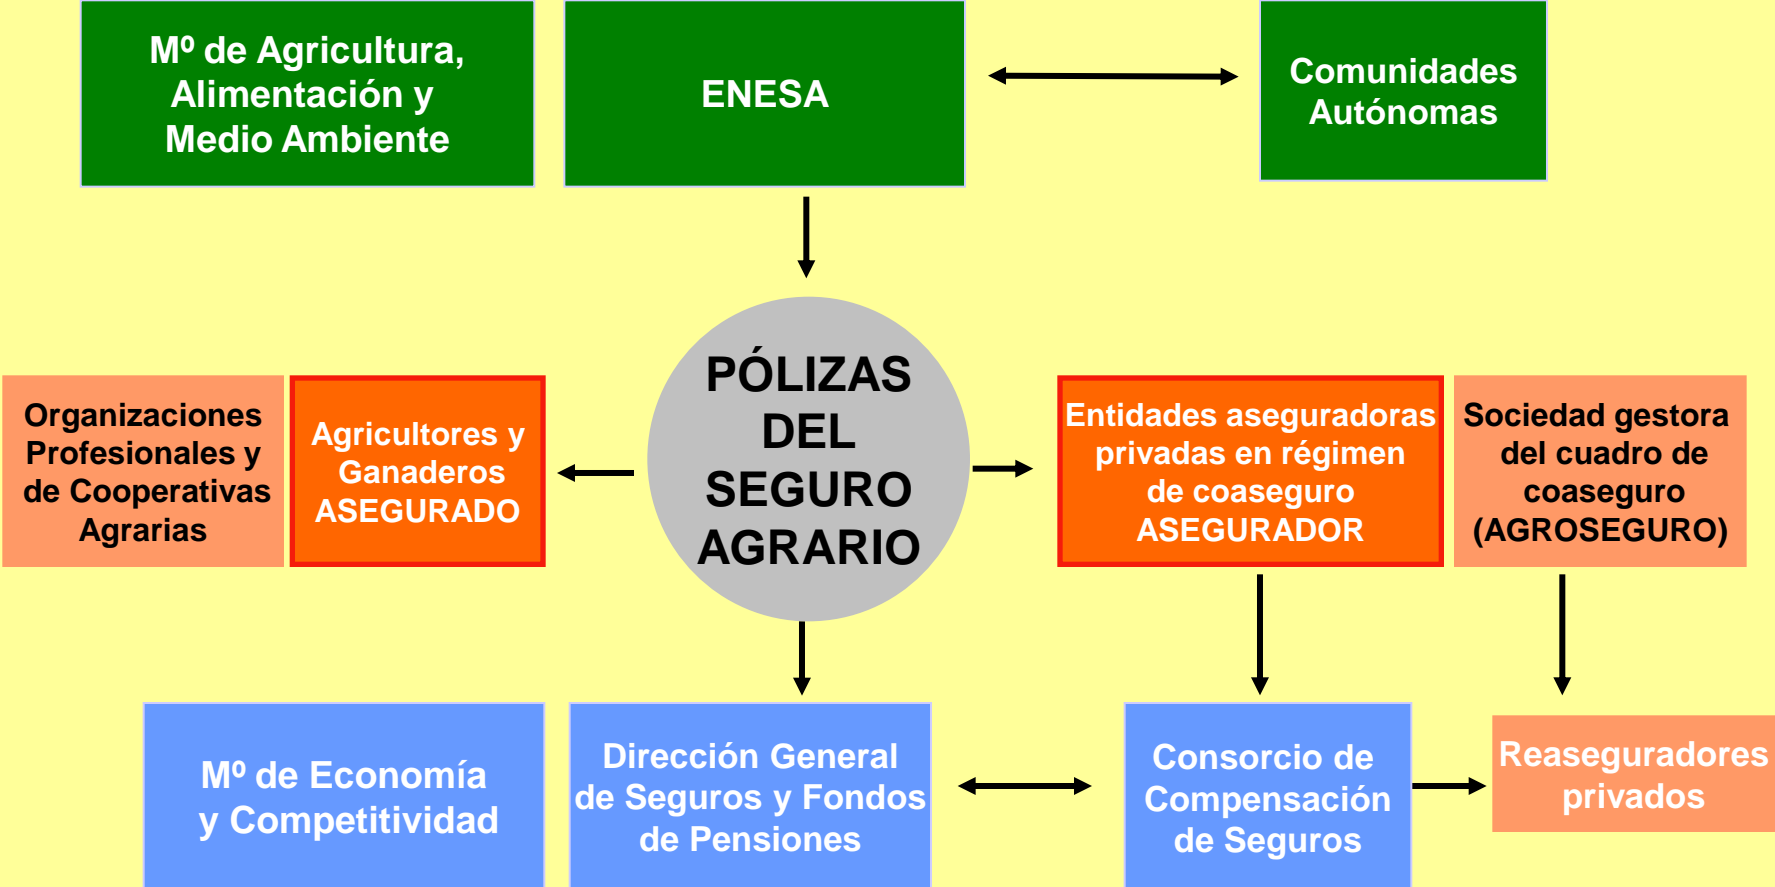 Mº de Agricultura,
Alimentación y
Medio Ambiente
ENESA
Comunidades
Autónomas
PÓLIZAS
DEL
SEGURO
AGRARIO
Organizaciones
Profesionales y
de Cooperativas
Agrarias
Agricultores y
Ganaderos
ASEGURADO
Entidades aseguradoras
privadas en régimen
de coaseguro
ASEGURADOR
Sociedad gestora
del cuadro de
coaseguro
(AGROSEGURO)
Mº de Economía
y Competitividad
Dirección General
de Seguros y Fondos
de Pensiones
Consorcio de
Compensación
de Seguros
Reaseguradores
privados